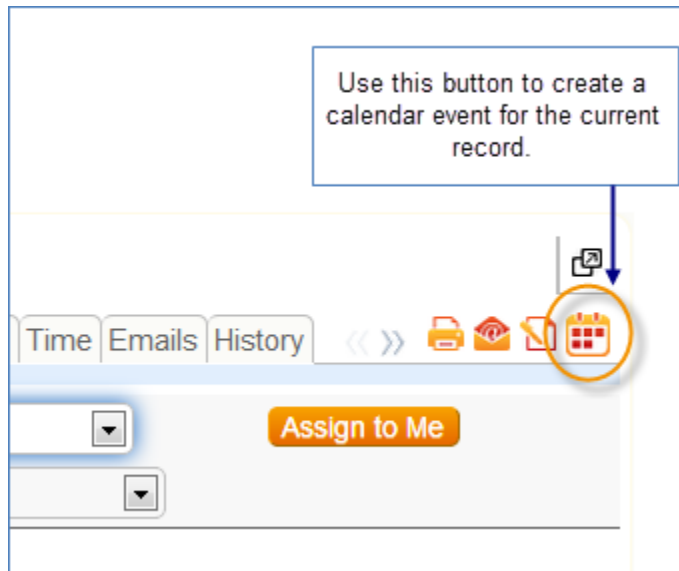 Use this button to create a
calendar event for the current
record.
Time Emails History
Assign to Me